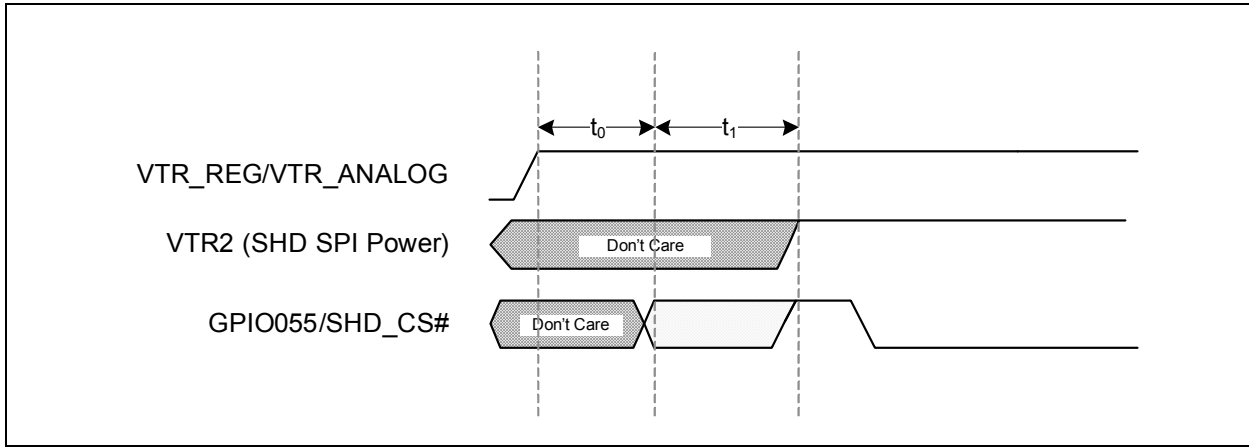 t0 t1
VTR_REG/VTR_ANALOG
VTR2 (SHD SPI Power) Don't Care
GPIO055/SHD_CS# Don't Care